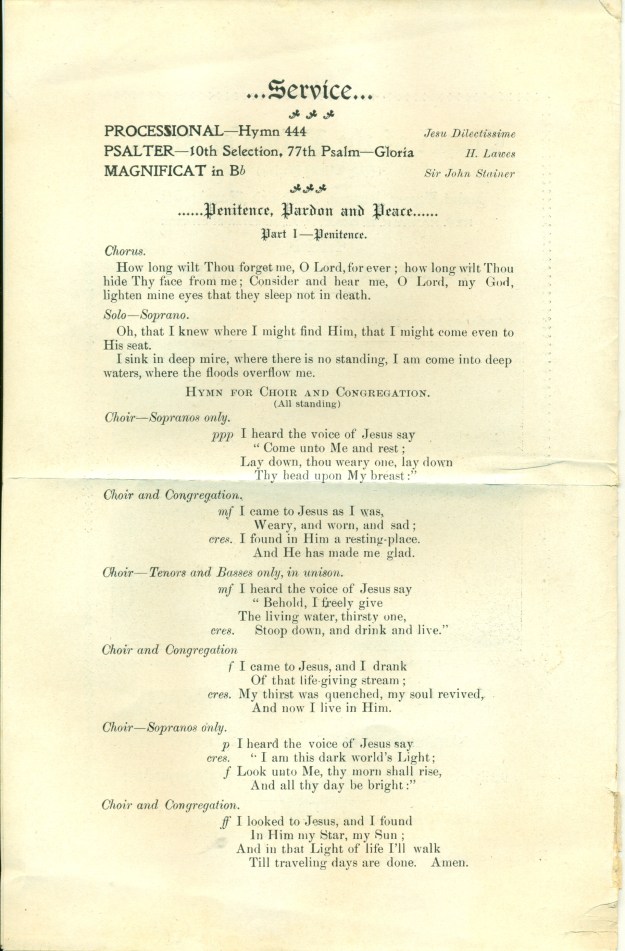 ...Service...
PROCESSIONAL—Hymn 444 Jesu Dilectissime
PSALTER—10th Selection, 77th Psalm—Gloria H. Lawes
MAGNIFICAT in Bb Sir John Stainer
......Penitence, Pardon and Peace......
Part I—Penitence.
Chorus.
How long wilt Thou forget me, O Lord, for ever ; how long wilt Thou
hide Thy face from me ; Consider and hear me, O Lord, my God,
lighten mine eyes that they sleep not in death.
Solo—Soprano.
Oh, that I knew where I might find Him, that I might come even to
His seat.
I sink in deep mire, where there is no standing, I am come into deep
waters, where the floods overflow me.
HYMN FOR CHOIR AND CONGREGATION.
(All standing)
Choir—Sopranos only.
ppp I heard the voice of Jesus say
" Come unto Me and rest ;
Lay down, thou weary one, lay down
Thy head upon My breast :"
Choir and Congregation.
mf I came to Jesus as I was,
Weary, and worn, and sad ;
cres. I found in Him a resting-place.
And He has made me glad.
Choir—Tenors and Basses only, in unison.
mf I heard the voice of Jesus say
" Behold, I freely give
The living water, thirsty one,
cres. Stoop down, and drink and live."
Choir and Congregation
f I came to Jesus, and I drank
Of that life-giving stream ;
cres. My thirst was quenched, my soul revived,
And now I live in Him.
Choir—Sopranos only.
p I heard the voice of Jesus say
cres. " I am this dark world's Light ;
f Look unto Me, thy morn shall rise,
And all thy day be bright :"
Choir and Congregation.
ff I looked to Jesus, and I found
In Him my Star, my Sun ;
And in that Light of life I'll walk
Till traveling days are done. Amen.